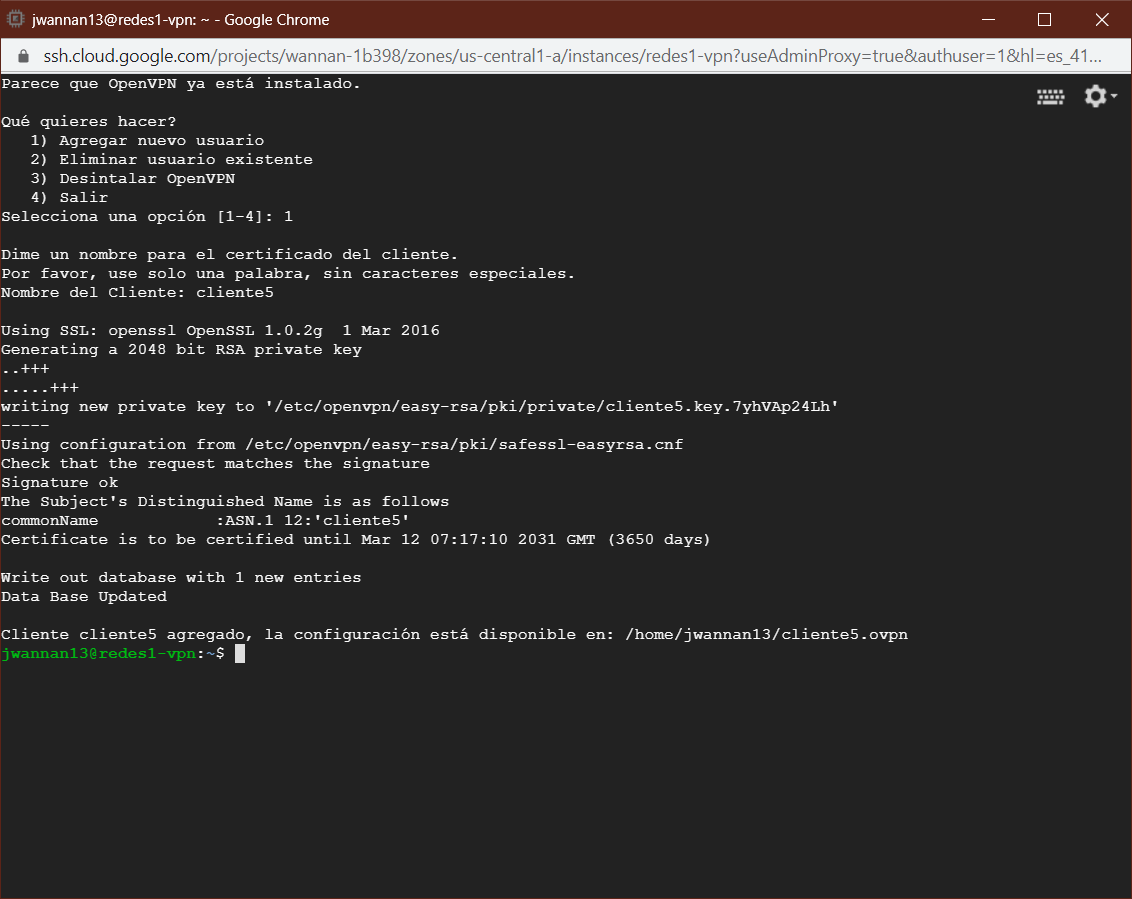 jwannan13@redes1-vpn: ~ - Google Chrome
ssh.cloud.google.com/projects/wannan-1b398/zones/us-central1-a/instances/redes1-vpn?useAdminProxy=true&authuser=1&hl=es_41...
Parece que OpenVPN ya está instalado.
Qué quieres hacer?
1) Agregar nuevo usuario
2) Eliminar usuario existente
3) Desintalar OpenVPN
4) Salir
Selecciona una opción [1-4]: 1
Dime un nombre para el certificado del cliente.
Por favor, use solo una palabra, sin caracteres especiales.
Nombre del Cliente: cliente5
Using SSL: openssl OpenSSL 1.0.2g  1 Mar 2016
Generating a 2048 bit RSA private key
..+++
.....+++
writing new private key to '/etc/openvpn/easy-rsa/pki/private/cliente5.key.7yhVAp24Lh'
-----
Using configuration from /etc/openvpn/easy-rsa/pki/safessl-easyrsa.cnf
Check that the request matches the signature
Signature ok
The Subject's Distinguished Name is as follows
commonName            :ASN.1 12:'cliente5'
Certificate is to be certified until Mar 12 07:17:10 2031 GMT (3650 days)
Write out database with 1 new entries
Data Base Updated
Cliente cliente5 agregado, la configuración está disponible en: /home/jwannan13/cliente5.ovpn
jwannan13@redes1-vpn:~$